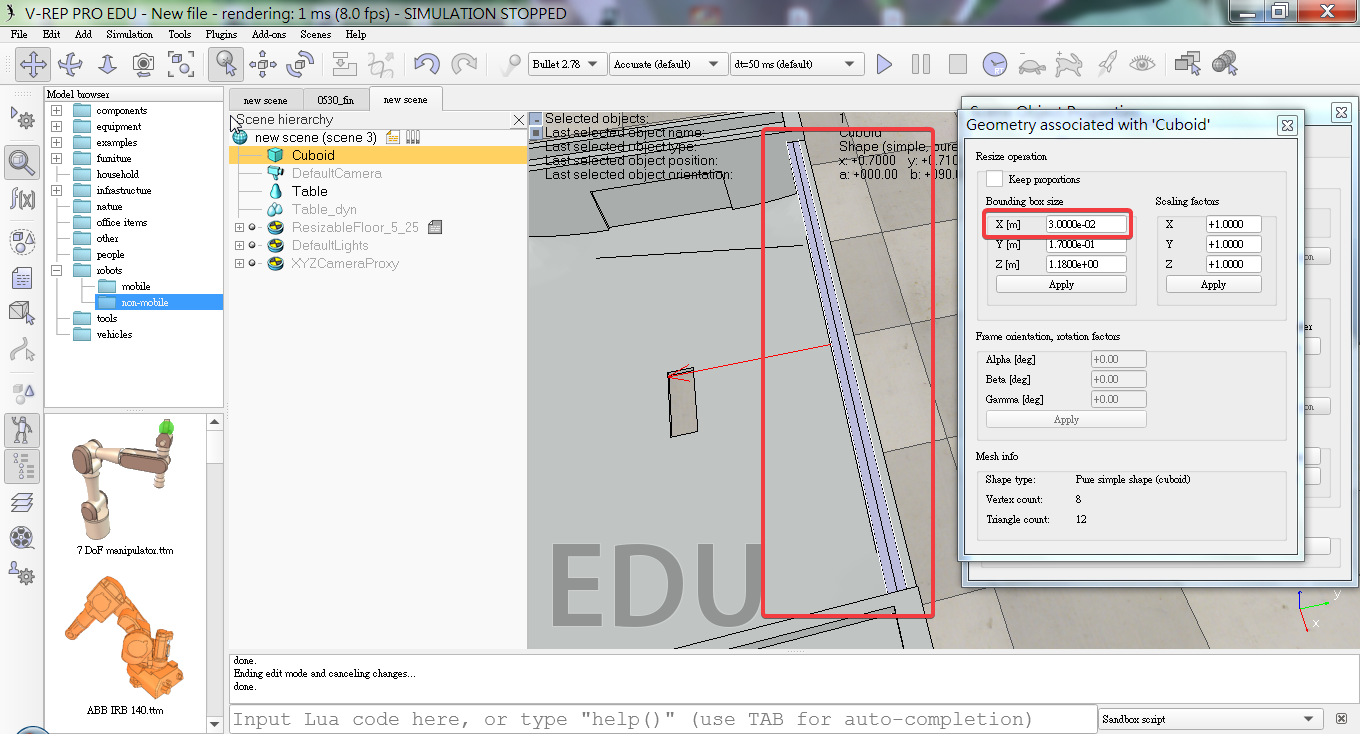 V-REP PRO EDU - New file - rendering: 1 ms (8.0 fps) - SIMULATION STOPPED
File Edit Add Simulation Tools Plugins Add-ons Scenes Help
Bullet 2.78 Accurate (default) dt=50 ms (default)
Model browser
components
equipment
examples
furniture
household
infrastructure
nature
office items
other
people
robots
mobile
non-mobile
tools
vehicles
7 DoF manipulator.ttm
ABB IRB 140.ttm
new scene 0530_fin new scene
Scene hierarchy
new scene (scene 3)
Cuboid
DefaultCamera
Table
Table_dyn
ResizableFloor_5_25
DefaultLights
XYZCameraProxy
Selected objects:
Last selected object name: Cuboid
Last selected object type: Shape (simple, pure
Last selected object position: x: +0.7000 y: +0.710
Last selected object orientation: a: +000.00 b: +090.0
EDU
Geometry associated with 'Cuboid'
Resize operation
Keep proportions
Bounding box size Scaling factors
X [m] 3.0000e-02 X +1.0000
Y [m] 1.7000e-01 Y +1.0000
Z [m] 1.1800e+00 Z +1.0000
Apply Apply
Frame orientation, rotation factors
Alpha [deg] +0.00
Beta [deg] +0.00
Gamma [deg] +0.00
Apply
Mesh info
Shape type: Pure simple shape (cuboid)
Vertex count: 8
Triangle count: 12
y
x
done.
Ending edit mode and canceling changes...
done.
Input Lua code here, or type "help()" (use TAB for auto-completion)
Sandbox script